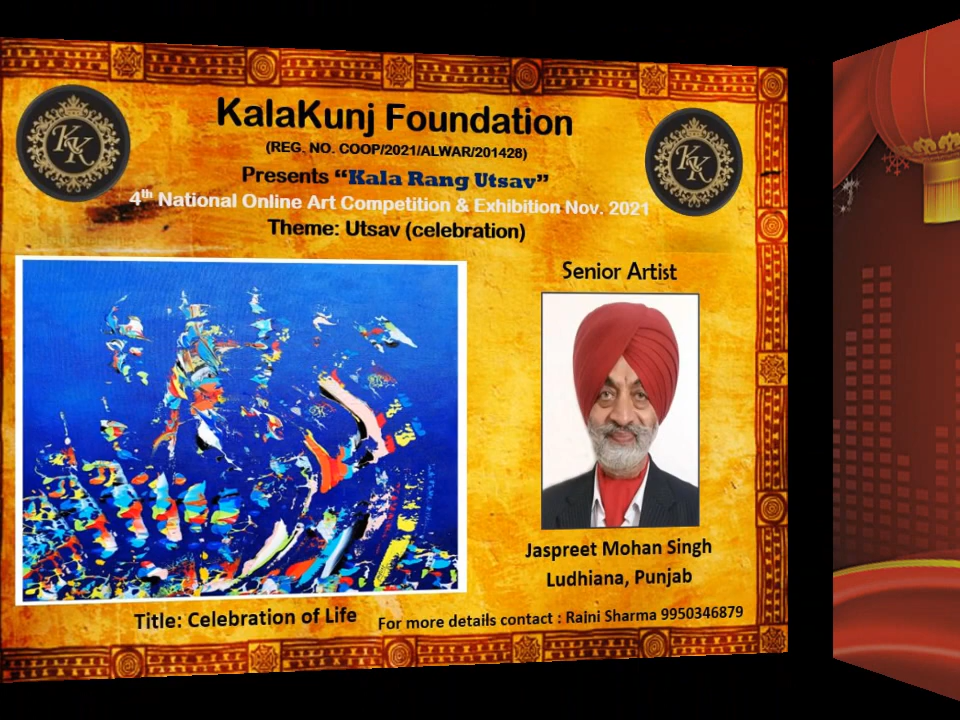 KK
KK
KalaKunj Foundation
(REG. NO. COOP/2021/ALWAR/201428)
Presents “Kala Rang Utsav”
4th National Online Art Competition & Exhibition Nov. 2021
Theme: Utsav (celebration)
Senior Artist
Jaspreet Mohan Singh
Ludhiana, Punjab
Title: Celebration of Life
For more details contact : Rajni Sharma 9950346879